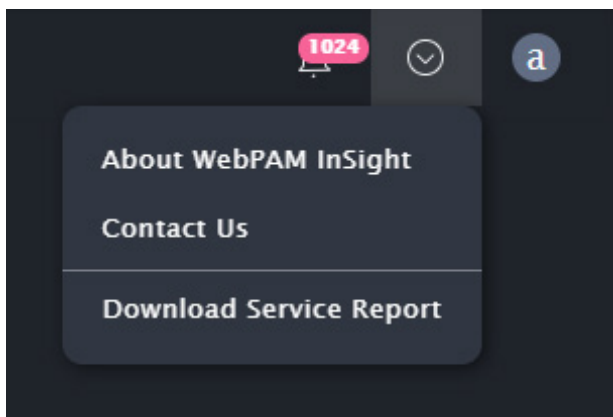 1024
a
About WebPAM InSight
Contact Us
Download Service Report